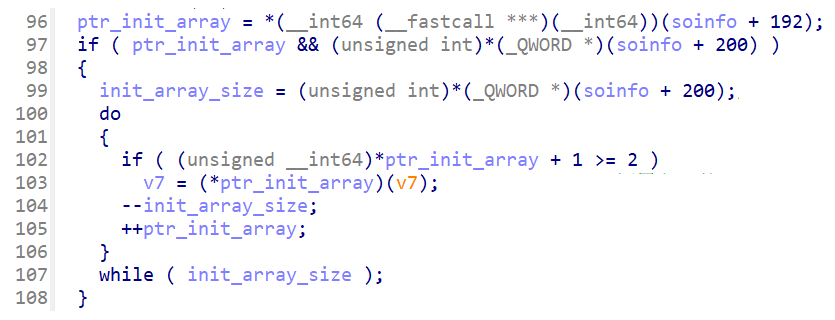 96 ptr_init_array = *(__int64 (__fastcall ***)(__int64))(soinfo + 192);
97 if ( ptr_init_array && (unsigned int)*(_QWORD *)(soinfo + 200) )
98 {
99 init_array_size = (unsigned int)*(_QWORD *)(soinfo + 200);
100 do
101 {
102 if ( (unsigned __int64)*ptr_init_array + 1 >= 2 )
103 v7 = (*ptr_init_array)(v7);
104 --init_array_size;
105 ++ptr_init_array;
106 }
107 while ( init_array_size );
108 }